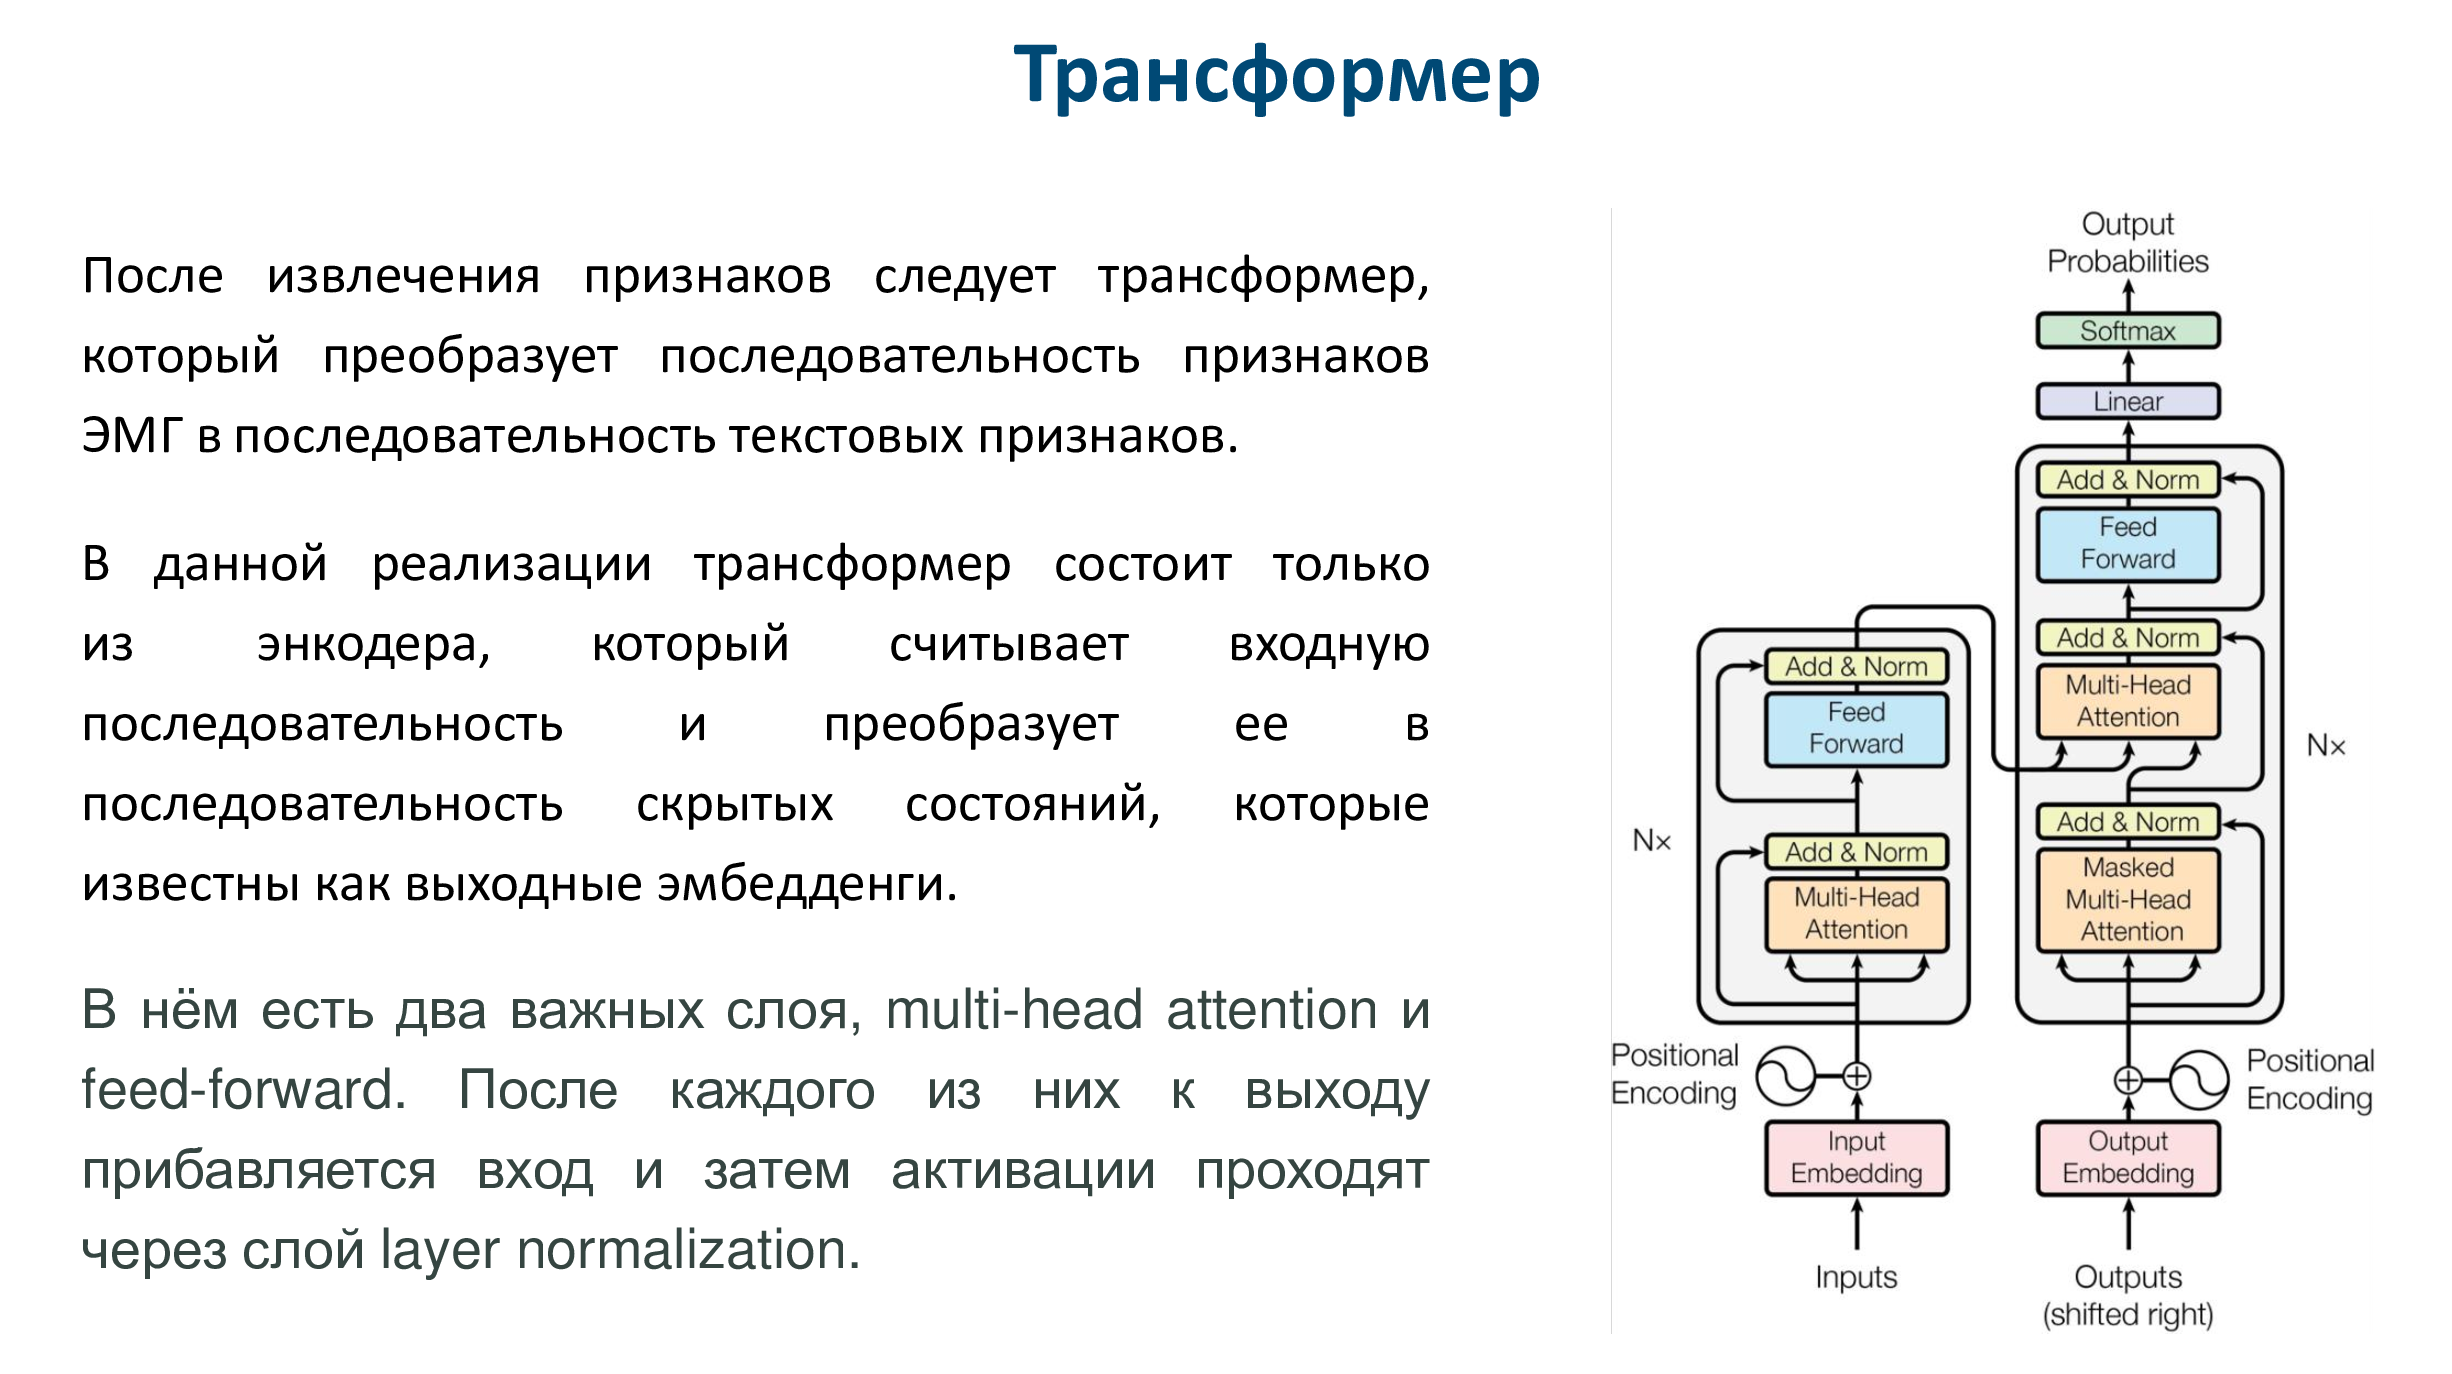 Трансформер
После извлечения признаков следует трансформер,
который преобразует последовательность признаков
ЭМГ в последовательность текстовых признаков.
В данной реализации трансформер состоит только
из энкодера, который считывает входную
последовательность и преобразует ее в
последовательность скрытых состояний, которые
известны как выходные эмбедденги.
В нём есть два важных слоя, multi-head attention и
feed-forward. После каждого из них к выходу
прибавляется вход и затем активации проходят
через слой layer normalization.
Output
Probabilities
Softmax
Linear
Add & Norm
Feed
Forward
Add & Norm
Multi-Head
Attention
Nx
Add & Norm
Masked
Multi-Head
Attention
Positional
Encoding
Output
Embedding
Outputs
(shifted right)
Add & Norm
Feed
Forward
Nx
Add & Norm
Multi-Head
Attention
Positional
Encoding
Input
Embedding
Inputs